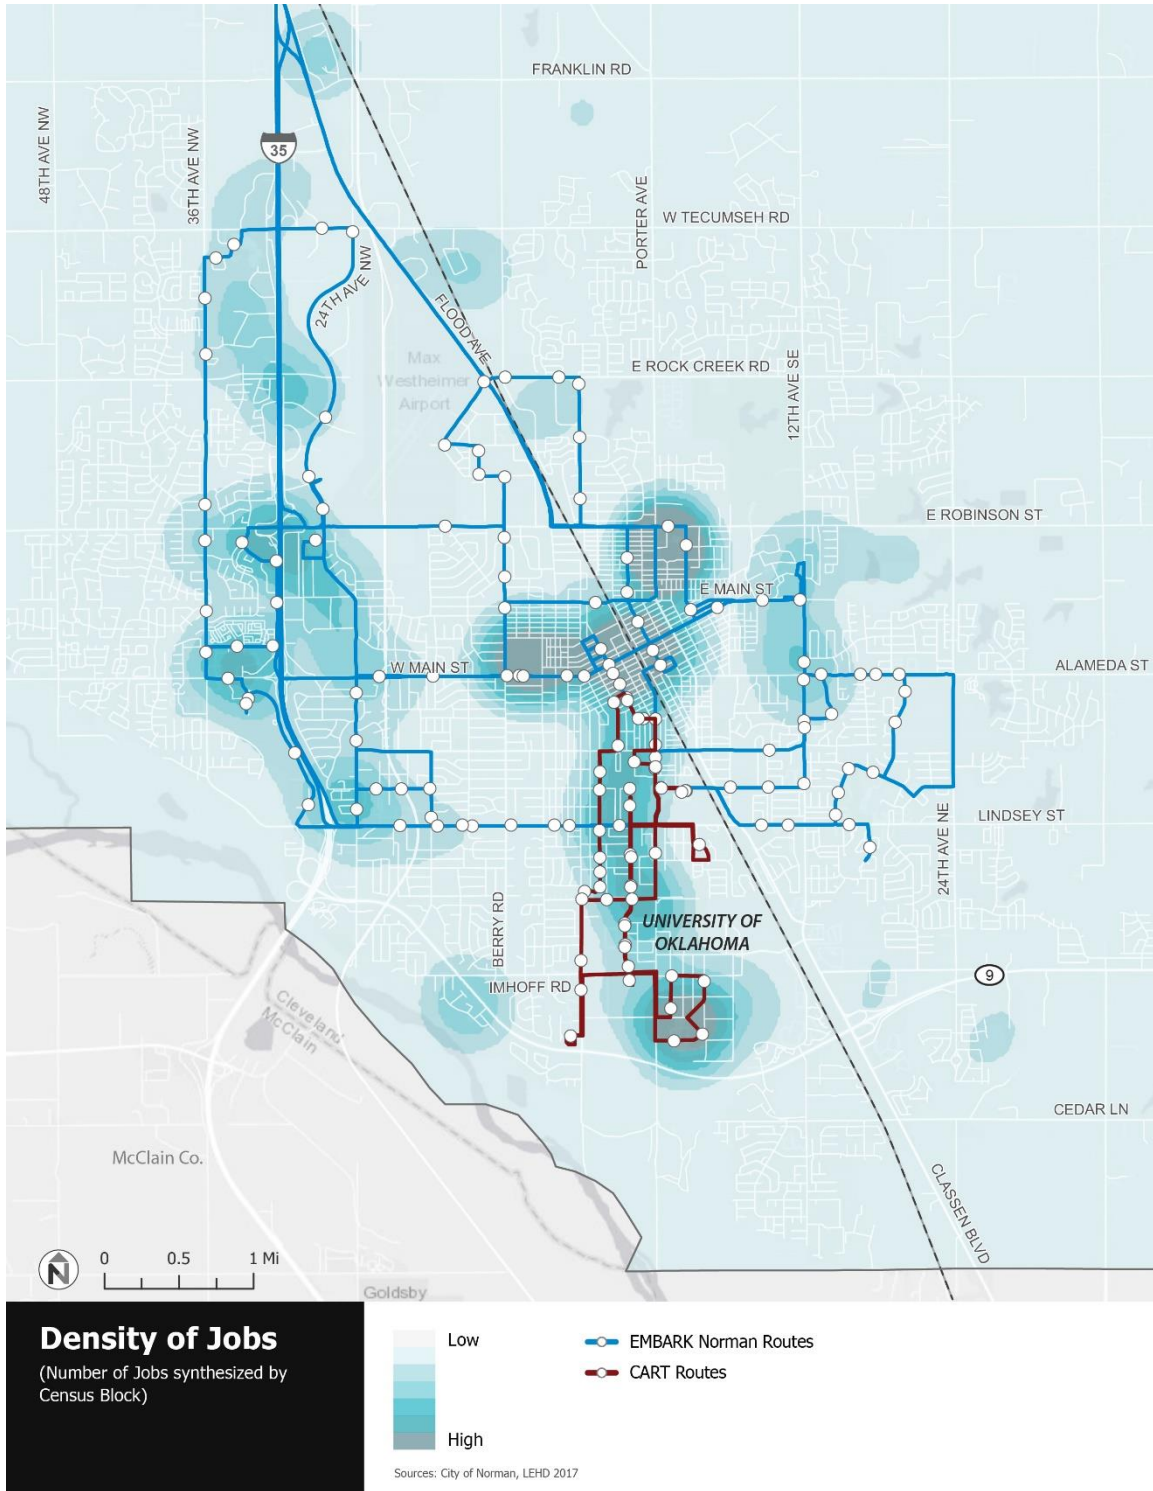 FRANKLIN RD
48TH AVE NW
36TH AVE NW
35
PORTER AVE
W TECUMSEH RD
24TH AVE NW
FLOOD AVE
Max
Westheimer
Airport
E ROCK CREEK RD
12TH AVE SE
E ROBINSON ST
E MAIN ST
W MAIN ST
ALAMEDA ST
LINDSEY ST
24TH AVE NE
BERRY RD
UNIVERSITY OF
OKLAHOMA
IMHOFF RD
9
Cleveland
McClain
CEDAR LN
McClain Co.
CLASSEN BLVD
N
0 0.5 1 Mi
Goldsby
Density of Jobs
(Number of Jobs synthesized by
Census Block)
Low
High
EMBARK Norman Routes
CART Routes
Sources: City of Norman, LEHD 2017